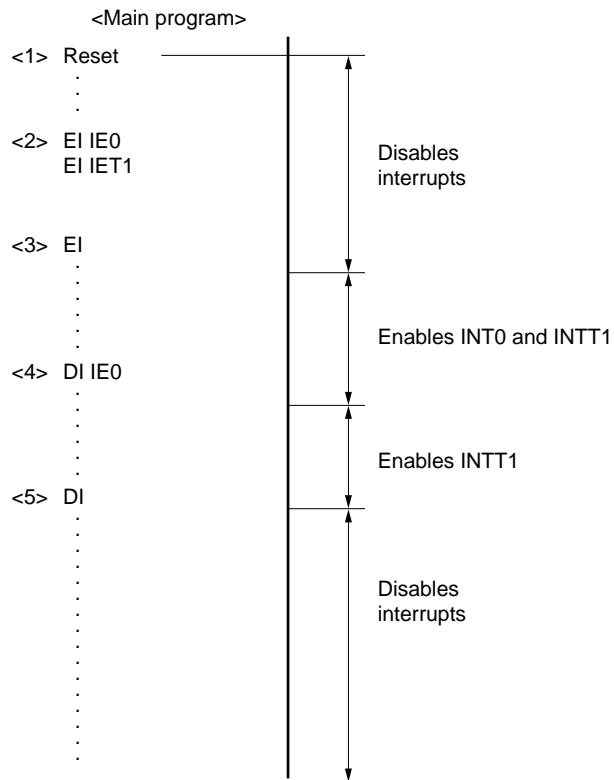 <Main program>
<1> Reset
<2> EI IE0
EI IET1
Disables
interrupts
<3> EI
Enables INT0 and INTT1
<4> DI IE0
Enables INTT1
<5> DI
Disables
interrupts